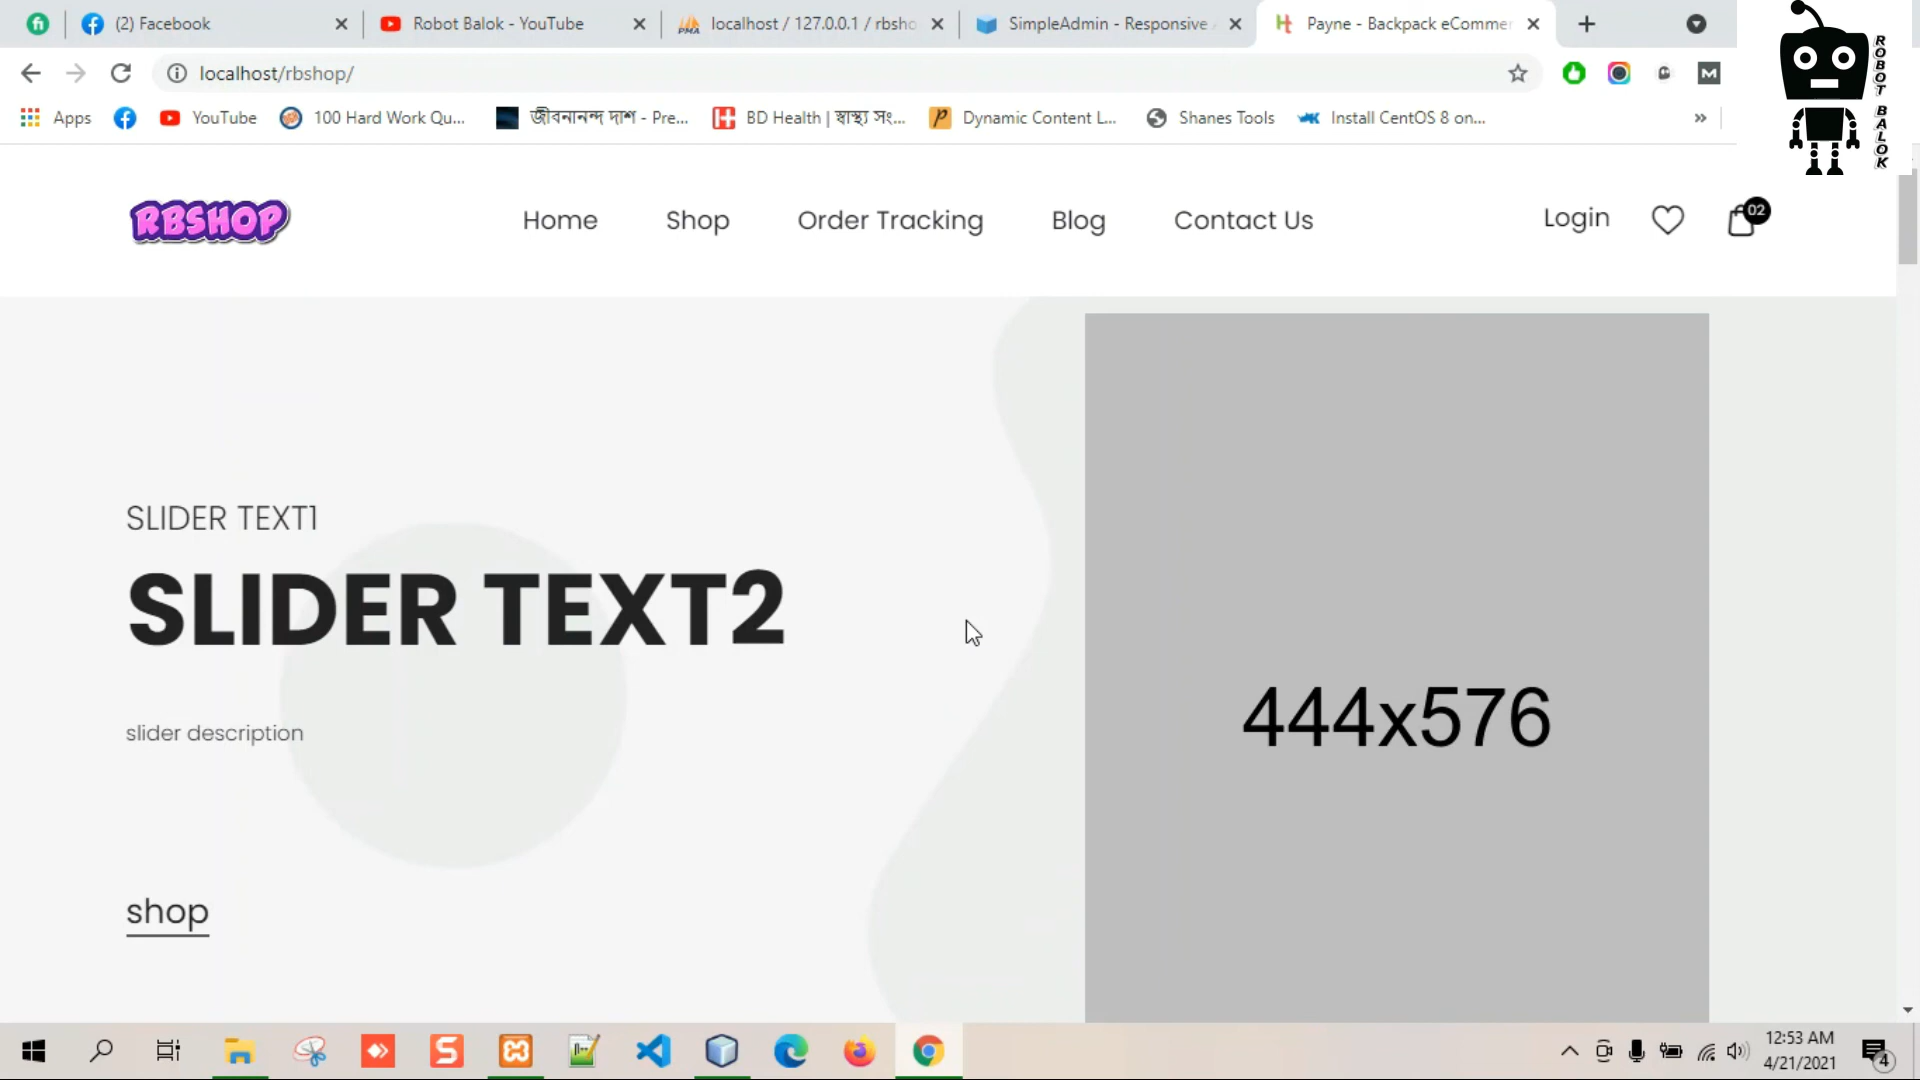 (2) Facebook
Robot Balok - YouTube
localhost / 127.0.0.1 / rbsho
SimpleAdmin - Responsive
Payne - Backpack eCommer
localhost/rbshop/
Apps
YouTube
100 Hard Work Qu...
জীবনানন্দ দাশ - Pre...
BD Health | স্বাস্থ্য সং...
Dynamic Content L...
Shanes Tools
Install CentOS 8 on...
ROBOT BALOK
RBSHOP
Home
Shop
Order Tracking
Blog
Contact Us
Login
02
SLIDER TEXT1
SLIDER TEXT2
slider description
shop
444x576
12:53 AM
4/21/2021
4